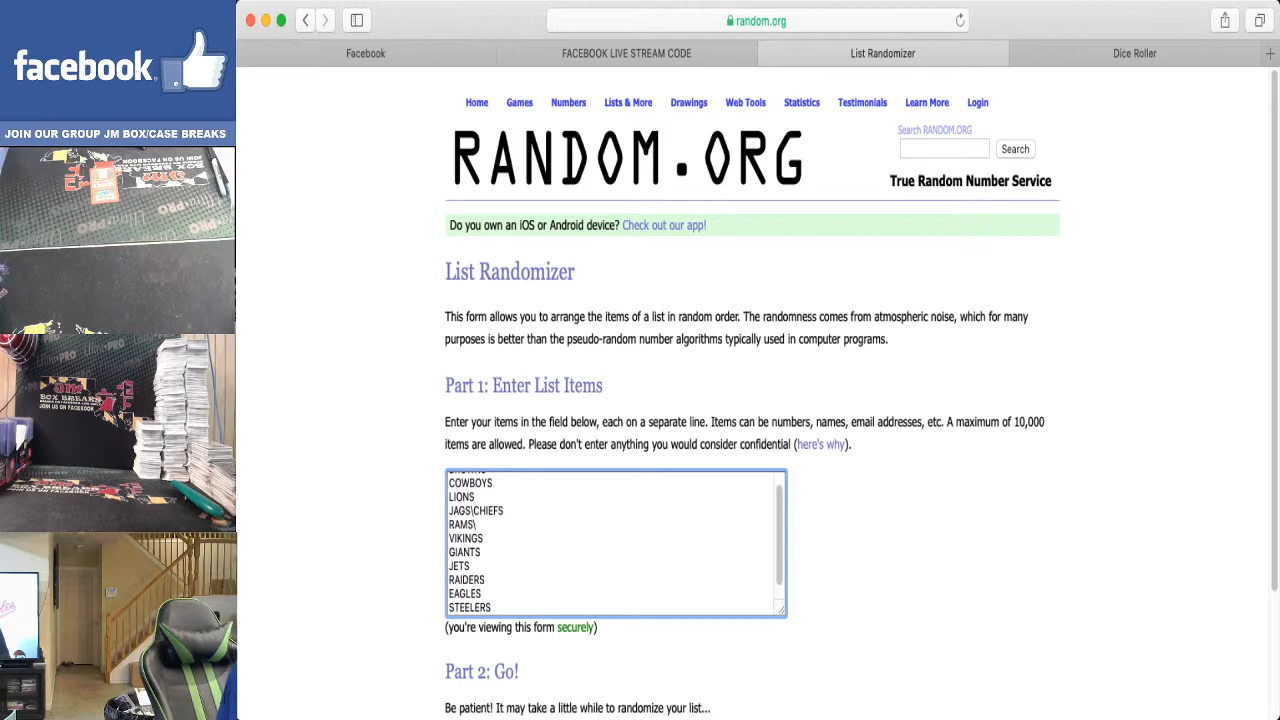 facebook
JOIN OUR GROUP JM BOX/CASE BREAKS
random.org
Facebook
FACEBOOK LIVE STREAM CODE
List Randomizer
Dice Roller
Home Games Numbers Lists & More Drawings Web Tools Statistics Testimonials Learn More Login
RANDOM.ORG
Search RANDOM.ORG
Search
True Random Number Service
Do you own an iOS or Android device? Check out our app!
List Randomizer
This form allows you to arrange the items of a list in random order. The randomness comes from atmospheric noise, which for many
purposes is better than the pseudo-random number algorithms typically used in computer programs.
Part 1: Enter List Items
Enter your items in the field below, each on a separate line. Items can be numbers, names, email addresses, etc. A maximum of 10,000
items are allowed. Please don't enter anything you would consider confidential (here's why).
COWBOYS
LIONS
JAGS\CHIEFS
RAMS\
VIKINGS
GIANTS
JETS
RAIDERS
EAGLES
STEELERS
(you're viewing this form securely)
Part 2: Go!
Be patient! It may take a little while to randomize your list...
BOX BREAKS
JOIN US ON FACEBOOK